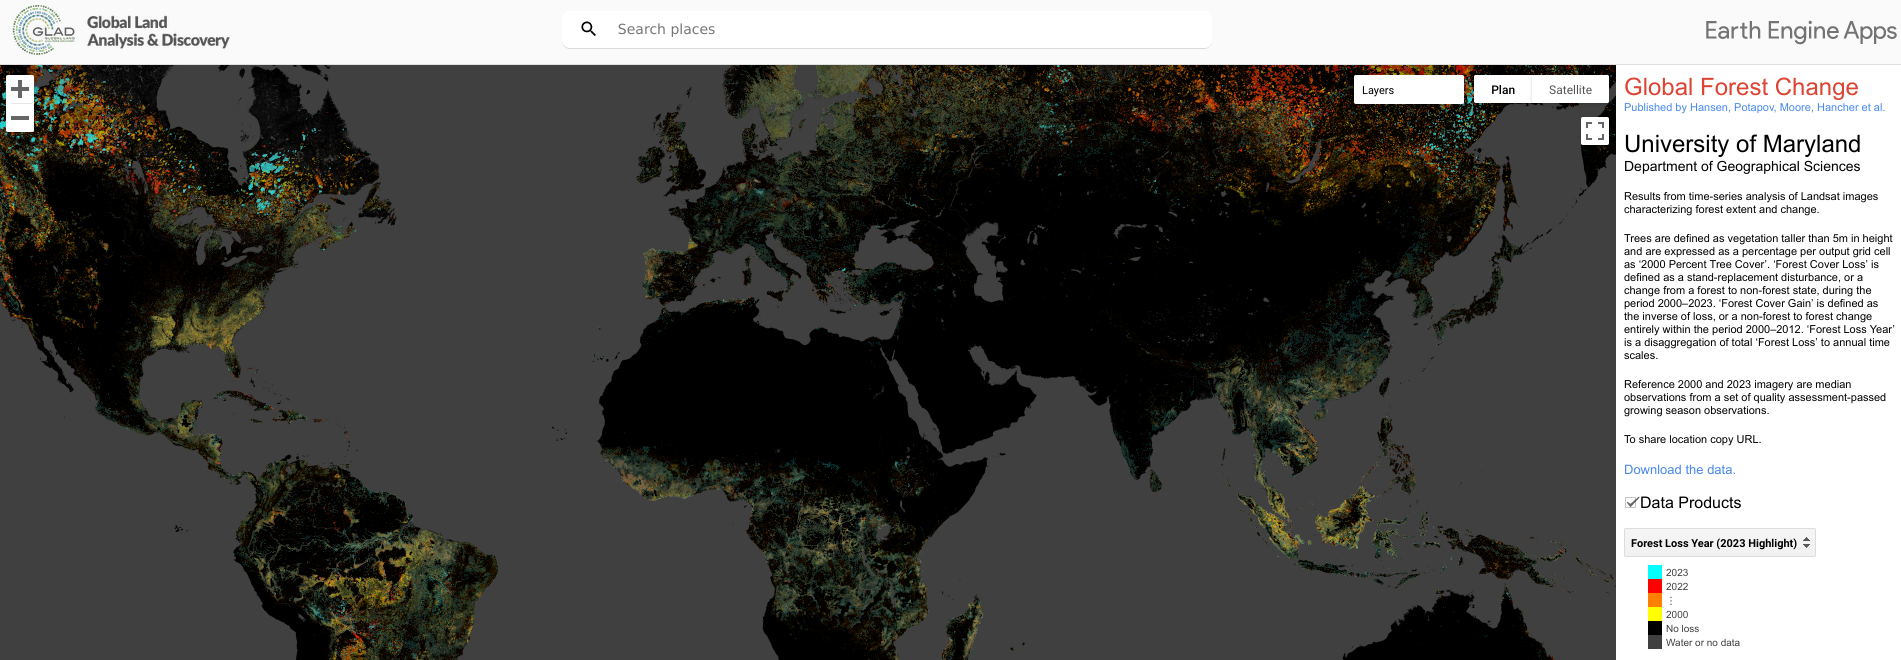 GLAD
Global Land
Analysis & Discovery
Search places
Earth Engine Apps
Layers
Plan
Satellite
Global Forest Change
Published by Hansen, Potapov, Moore, Hancher et al.
University of Maryland
Department of Geographical Sciences
Results from time-series analysis of Landsat images
characterizing forest extent and change.
Trees are defined as vegetation taller than 5m in height
and are expressed as a percentage per output grid cell
as ‘2000 Percent Tree Cover’. ‘Forest Cover Loss’ is
defined as a stand-replacement disturbance, or a
change from a forest to non-forest state, during the
period 2000–2023. ‘Forest Cover Gain’ is defined as
the inverse of loss, or a non-forest to forest change
entirely within the period 2000–2012. ‘Forest Loss Year’
is a disaggregation of total ‘Forest Loss’ to annual time
scales.
Reference 2000 and 2023 imagery are median
observations from a set of quality assessment-passed
growing season observations.
To share location copy URL.
Download the data.
Data Products
Forest Loss Year (2023 Highlight)
2023
2022
⋮
2000
No loss
Water or no data